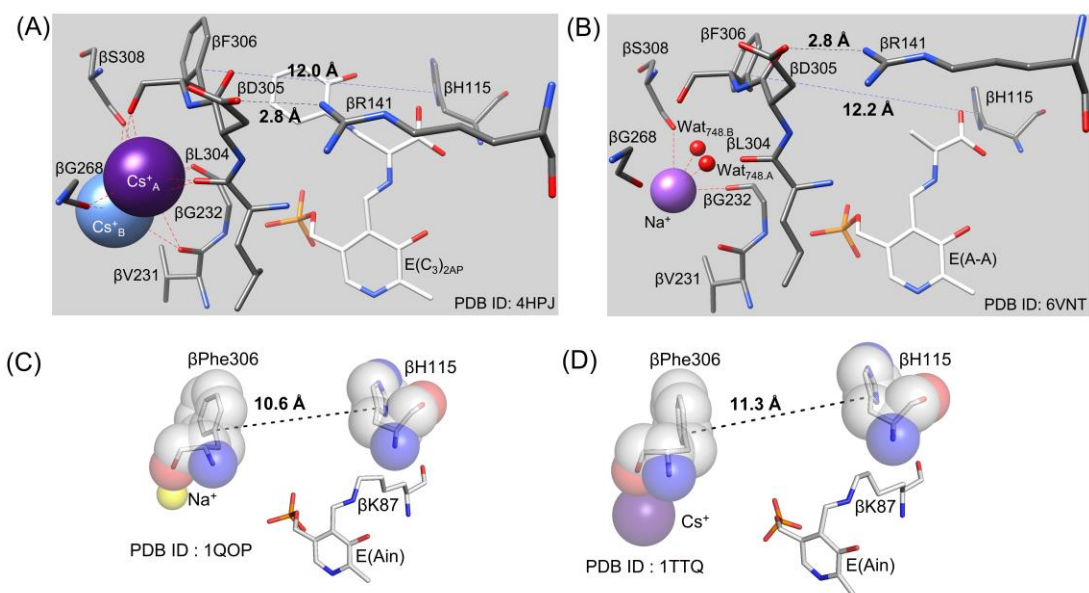 (A)
βS308
βF306
12.0 Å
βD305
βH115
βR141
2.8 Å
βG268
βL304
Cs⁺A
βG232
Cs⁺B
βV231
E(C₃)₂AP
PDB ID: 4HPJ
(B)
βS308
βF306
2.8 Å
βR141
βD305
βH115
12.2 Å
βG268
Wat748.B
βL304
Wat748.A
βG232
Na⁺
βV231
E(A-A)
PDB ID: 6VNT
(C)
βPhe306
βH115
10.6 Å
Na⁺
βK87
PDB ID : 1QOP
E(Ain)
(D)
βPhe306
βH115
11.3 Å
Cs⁺
βK87
PDB ID : 1TTQ
E(Ain)